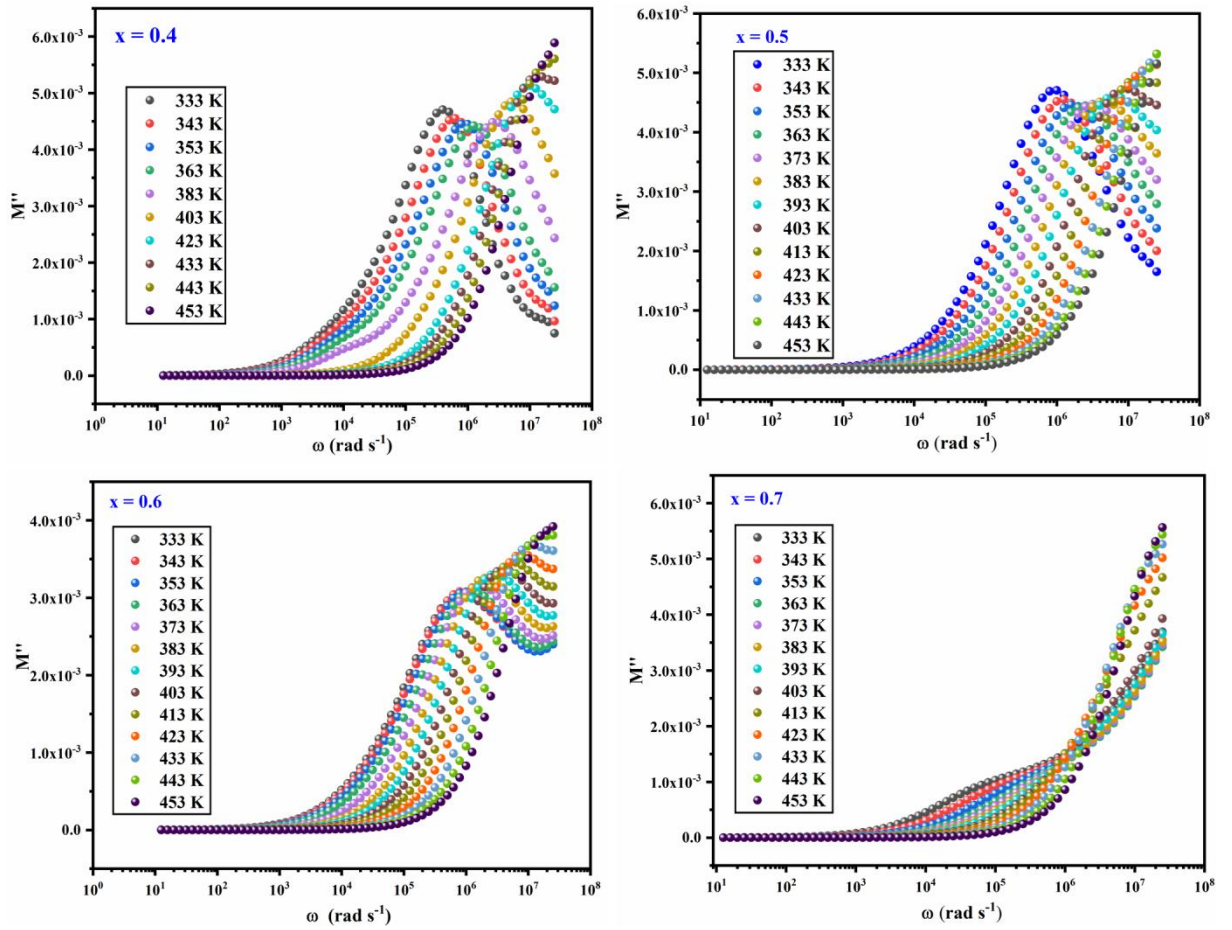 x = 0.4
6.0x10⁻³
5.0x10⁻³
4.0x10⁻³
3.0x10⁻³
2.0x10⁻³
1.0x10⁻³
0.0
M''
333 K
343 K
353 K
363 K
383 K
403 K
423 K
433 K
443 K
453 K
10⁰ 10¹ 10² 10³ 10⁴ 10⁵ 10⁶ 10⁷ 10⁸
ω (rad s⁻¹)
x = 0.5
6.0x10⁻³
5.0x10⁻³
4.0x10⁻³
3.0x10⁻³
2.0x10⁻³
1.0x10⁻³
0.0
M''
333 K
343 K
353 K
363 K
373 K
383 K
393 K
403 K
413 K
423 K
433 K
443 K
453 K
10¹ 10² 10³ 10⁴ 10⁵ 10⁶ 10⁷ 10⁸
ω (rad s⁻¹)
x = 0.6
4.0x10⁻³
3.0x10⁻³
2.0x10⁻³
1.0x10⁻³
0.0
M''
333 K
343 K
353 K
363 K
373 K
383 K
393 K
403 K
413 K
423 K
433 K
443 K
453 K
10⁰ 10¹ 10² 10³ 10⁴ 10⁵ 10⁶ 10⁷ 10⁸
ω (rad s⁻¹)
x = 0.7
6.0x10⁻³
5.0x10⁻³
4.0x10⁻³
3.0x10⁻³
2.0x10⁻³
1.0x10⁻³
0.0
M''
333 K
343 K
353 K
363 K
373 K
383 K
393 K
403 K
413 K
423 K
433 K
443 K
453 K
10¹ 10² 10³ 10⁴ 10⁵ 10⁶ 10⁷ 10⁸
ω (rad s⁻¹)